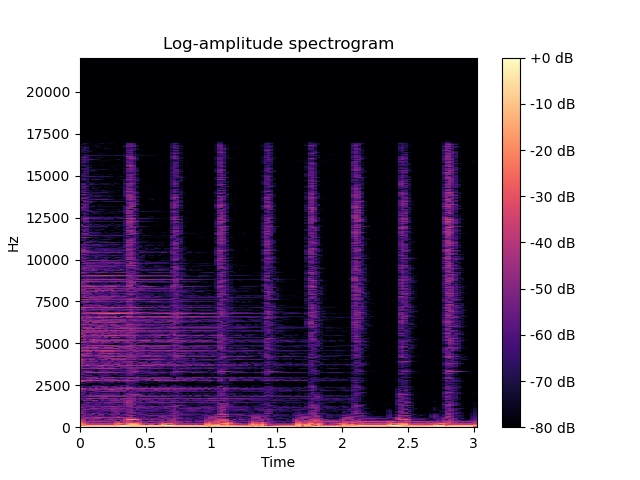 Log-amplitude spectrogram
Hz
20000
17500
15000
12500
10000
7500
5000
2500
0
0 0.5 1 1.5 2 2.5 3
Time
+0 dB
-10 dB
-20 dB
-30 dB
-40 dB
-50 dB
-60 dB
-70 dB
-80 dB